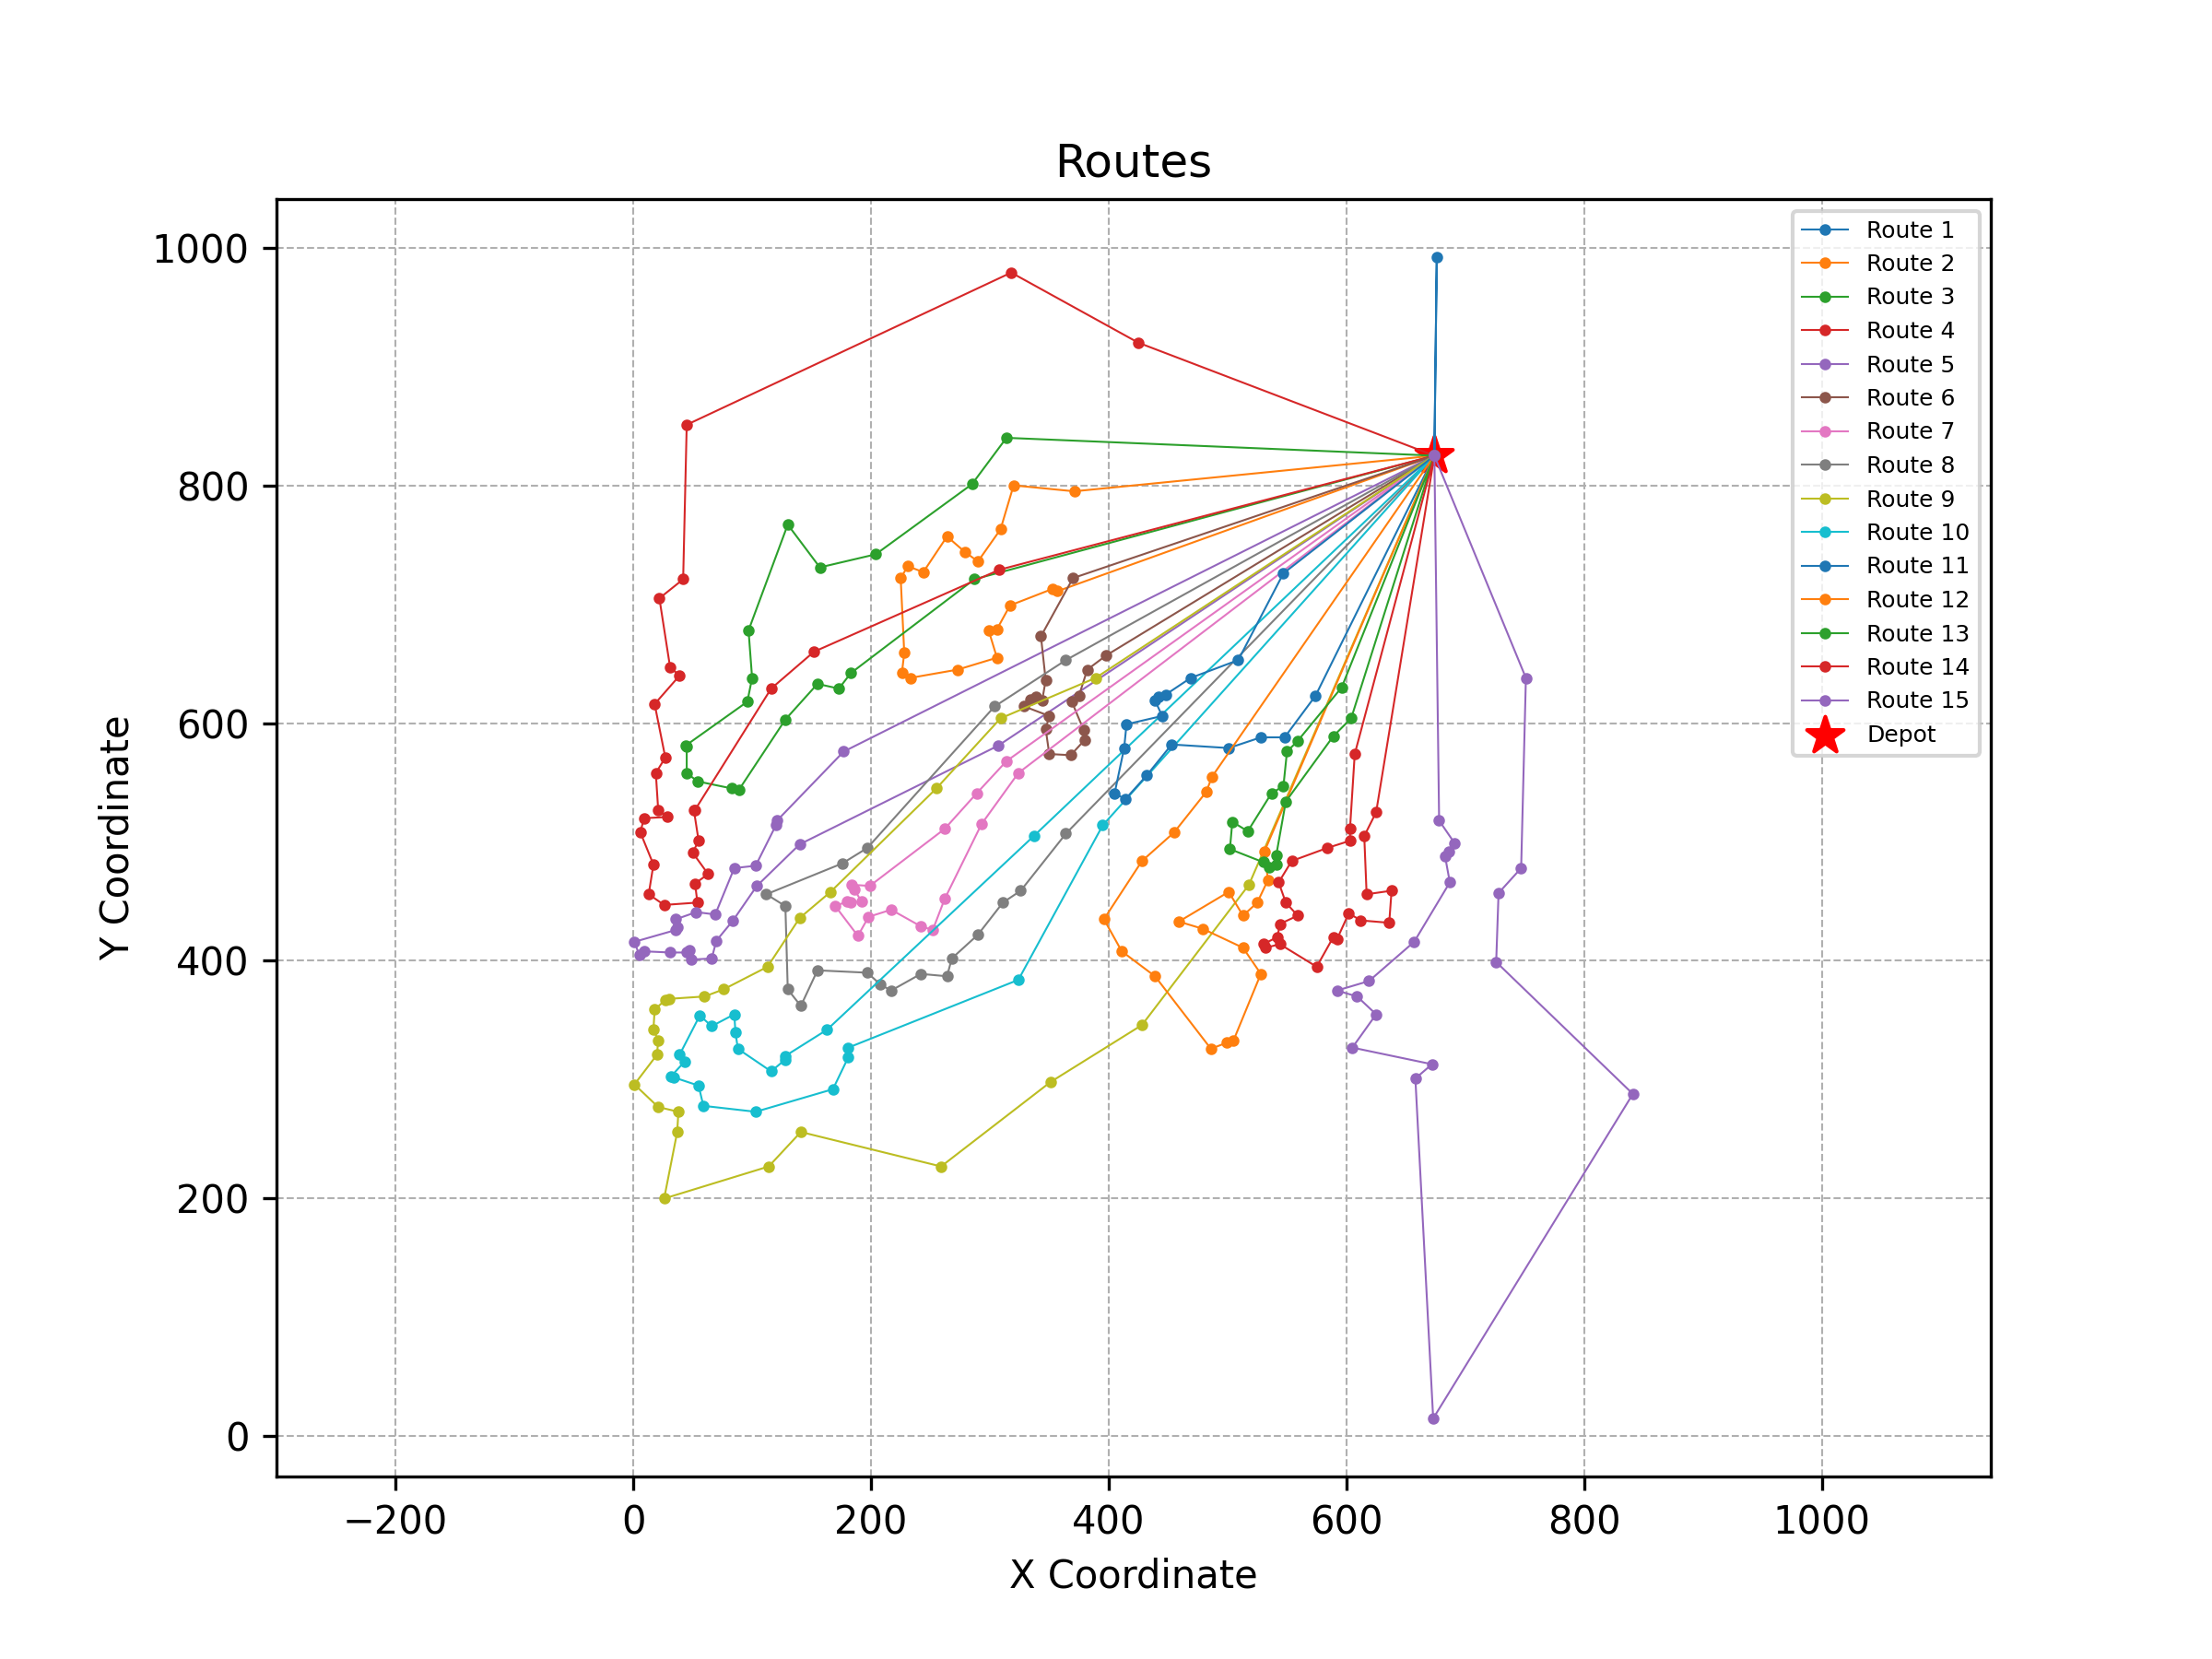 Routes
Route 1
Route 2
Route 3
Route 4
Route 5
Route 6
Route 7
Route 8
Route 9
Route 10
Route 11
Route 12
Route 13
Route 14
Route 15
Depot
1000
800
600
400
200
0
Y Coordinate
−200 0 200 400 600 800 1000
X Coordinate